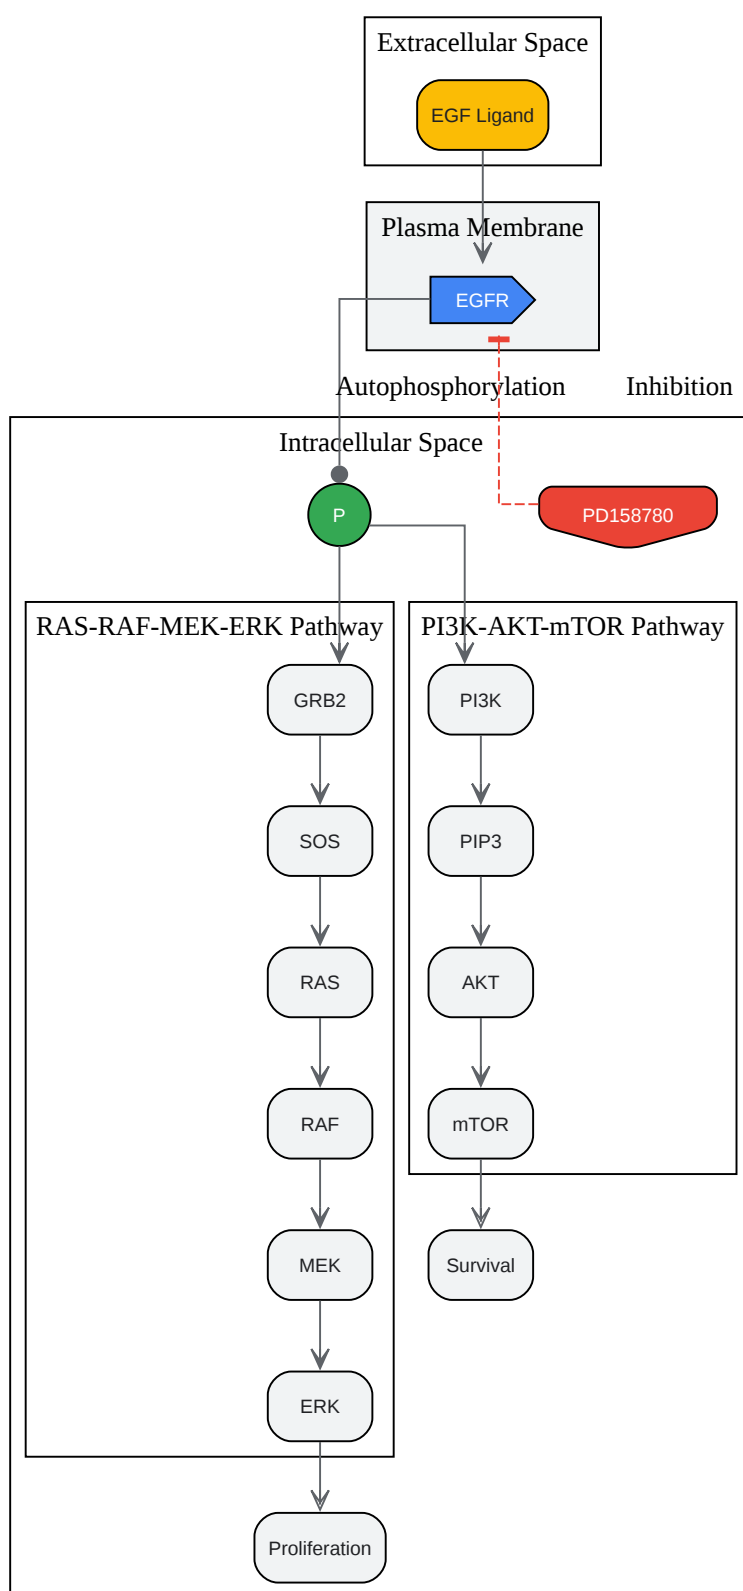 Extracellular Space
EGF Ligand
Plasma Membrane
EGFR
Autophosphorylation
Inhibition
Intracellular Space
P
PD158780
RAS-RAF-MEK-ERK Pathway
PI3K-AKT-mTOR Pathway
GRB2
PI3K
SOS
PIP3
RAS
AKT
RAF
mTOR
MEK
Survival
ERK
Proliferation